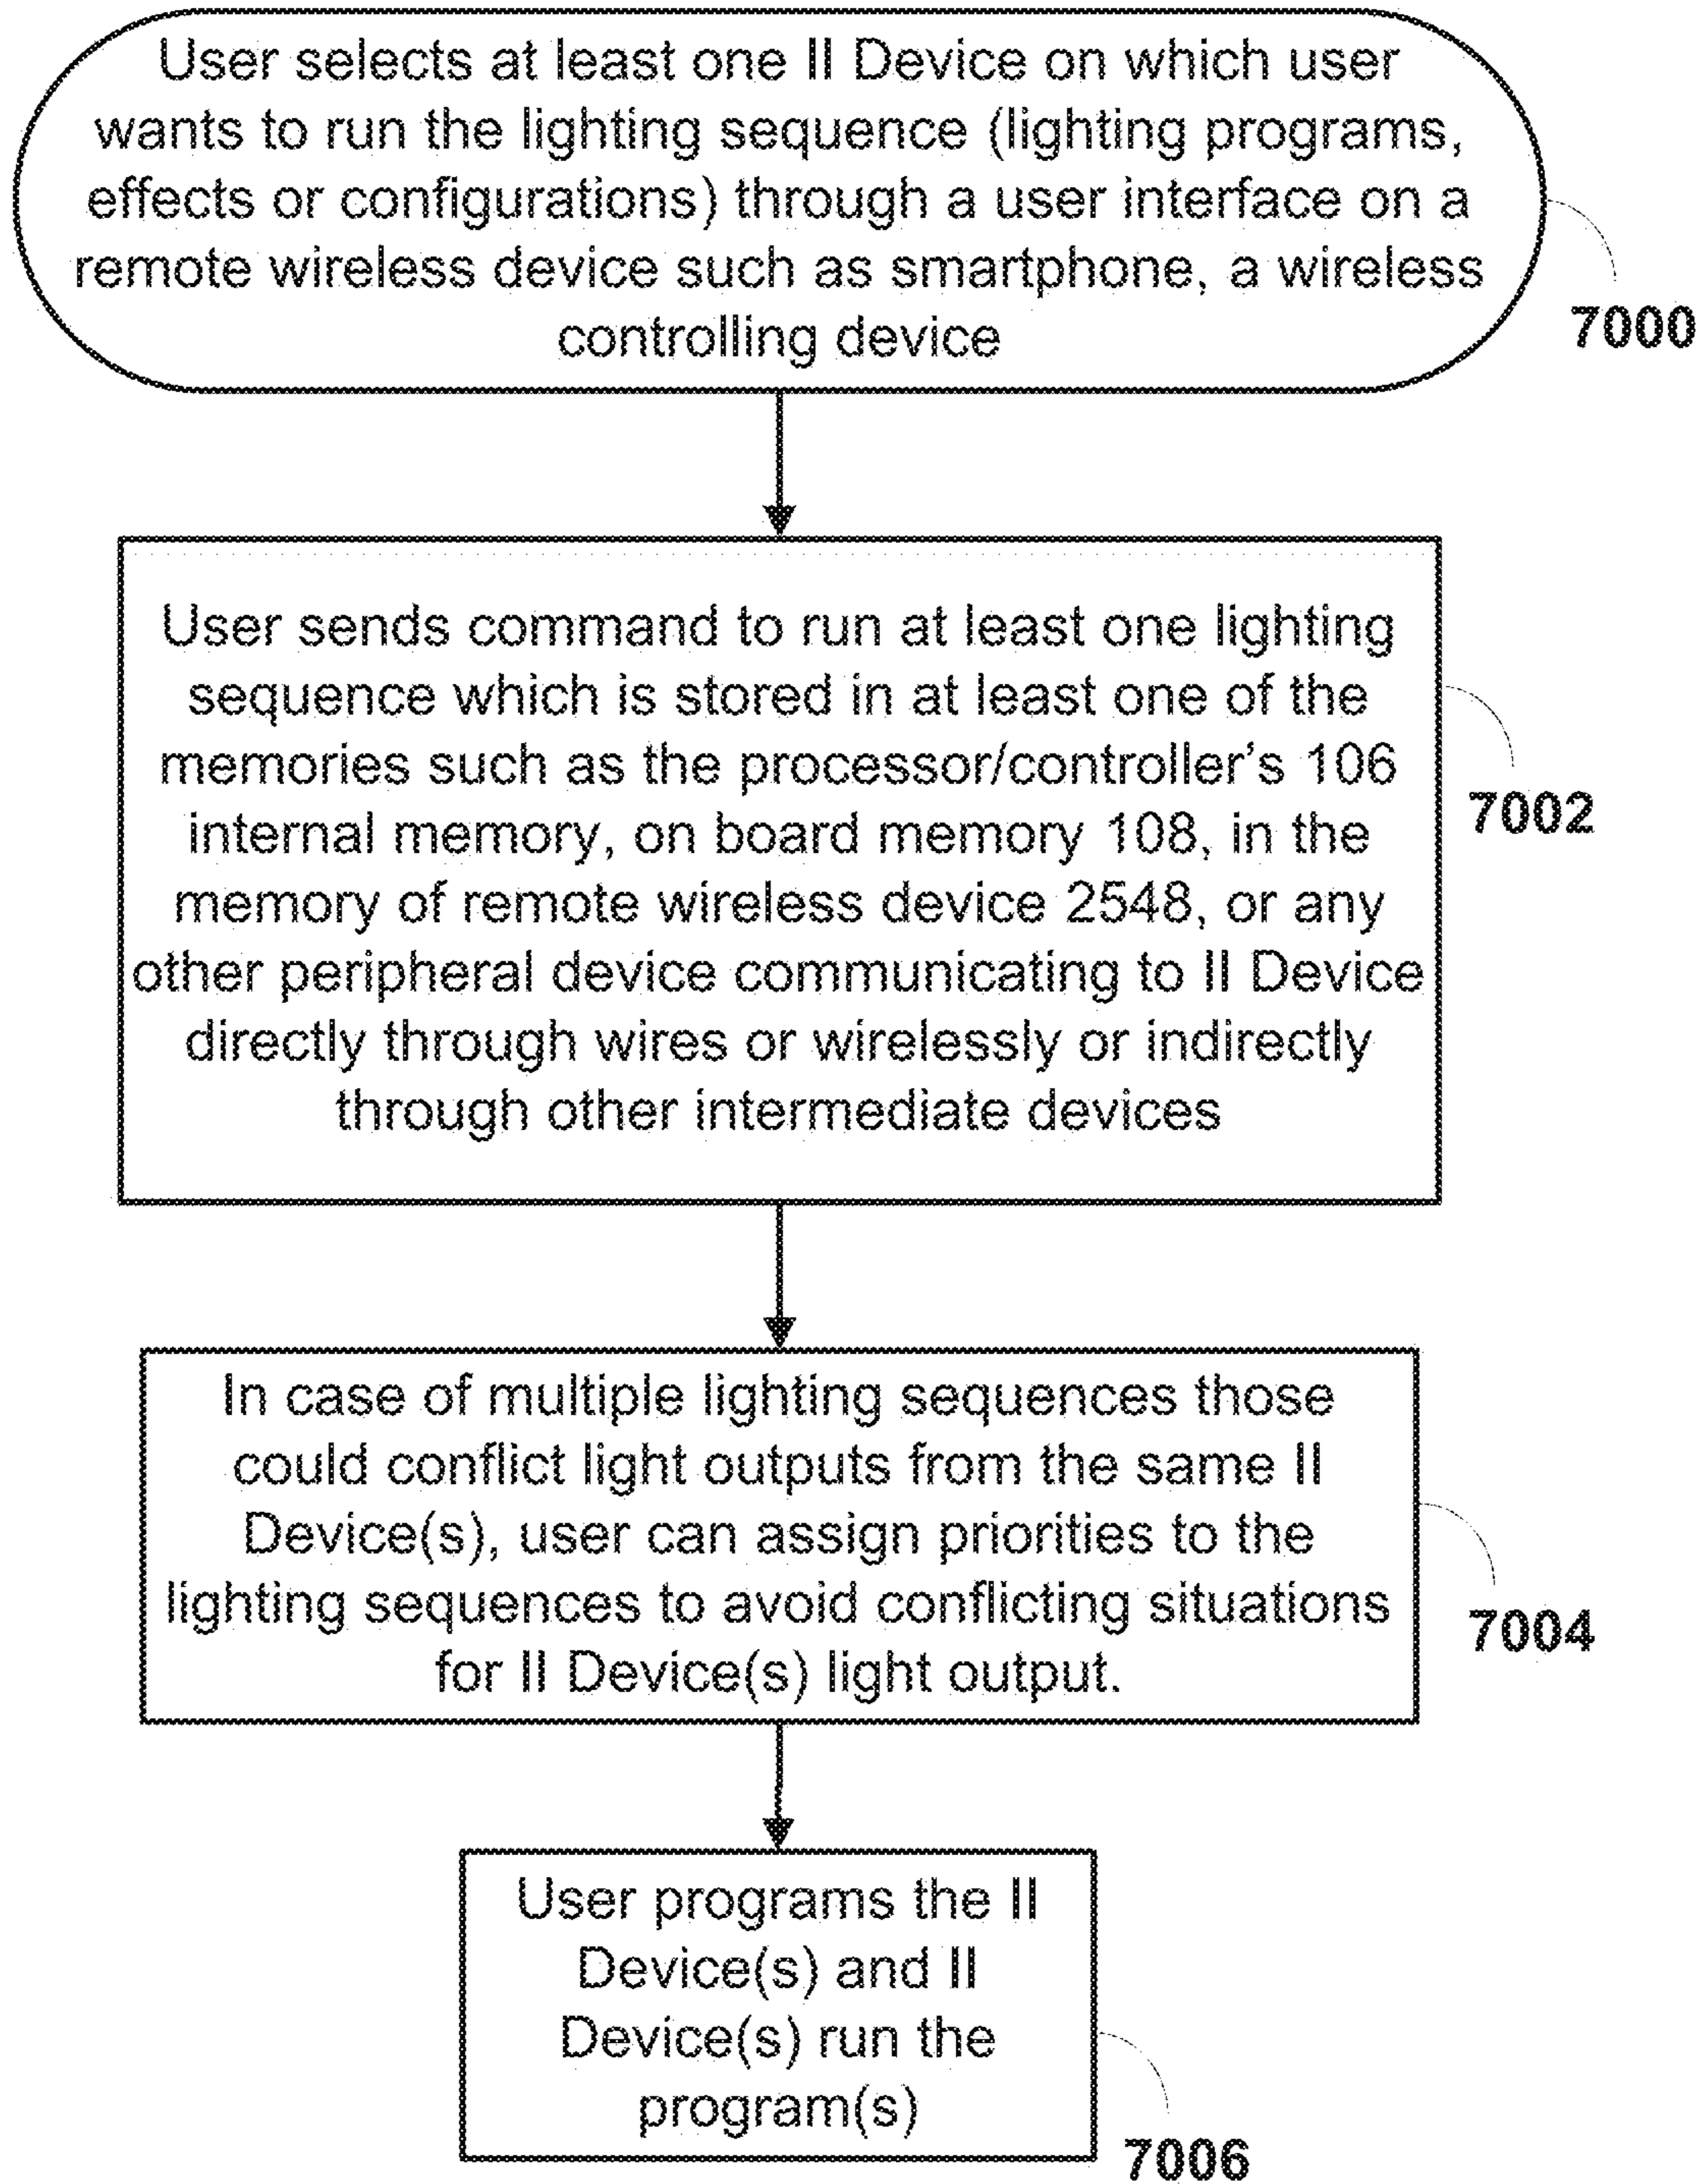 User selects at least one II Device on which user
wants to run the lighting sequence (lighting programs,
effects or configurations) through a user interface on a
remote wireless device such as smartphone, a wireless
controlling device
7000
User sends command to run at least one lighting
sequence which is stored in at least one of the
memories such as the processor/controller's 106
internal memory, on board memory 108, in the
memory of remote wireless device 2548, or any
other peripheral device communicating to II Device
directly through wires or wirelessly or indirectly
through other intermediate devices
7002
In case of multiple lighting sequences those
could conflict light outputs from the same II
Device(s), user can assign priorities to the
lighting sequences to avoid conflicting situations
for II Device(s) light output.
7004
User programs the II
Device(s) and II
Device(s) run the
program(s)
7006